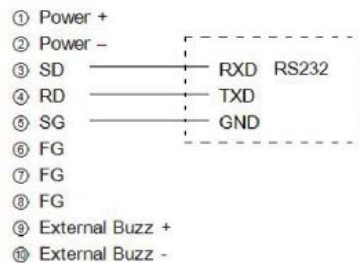 ① Power +
② Power –
③ SD RXD RS232
④ RD TXD
⑤ SG GND
⑥ FG
⑦ FG
⑧ FG
⑨ External Buzz +
⑩ External Buzz -